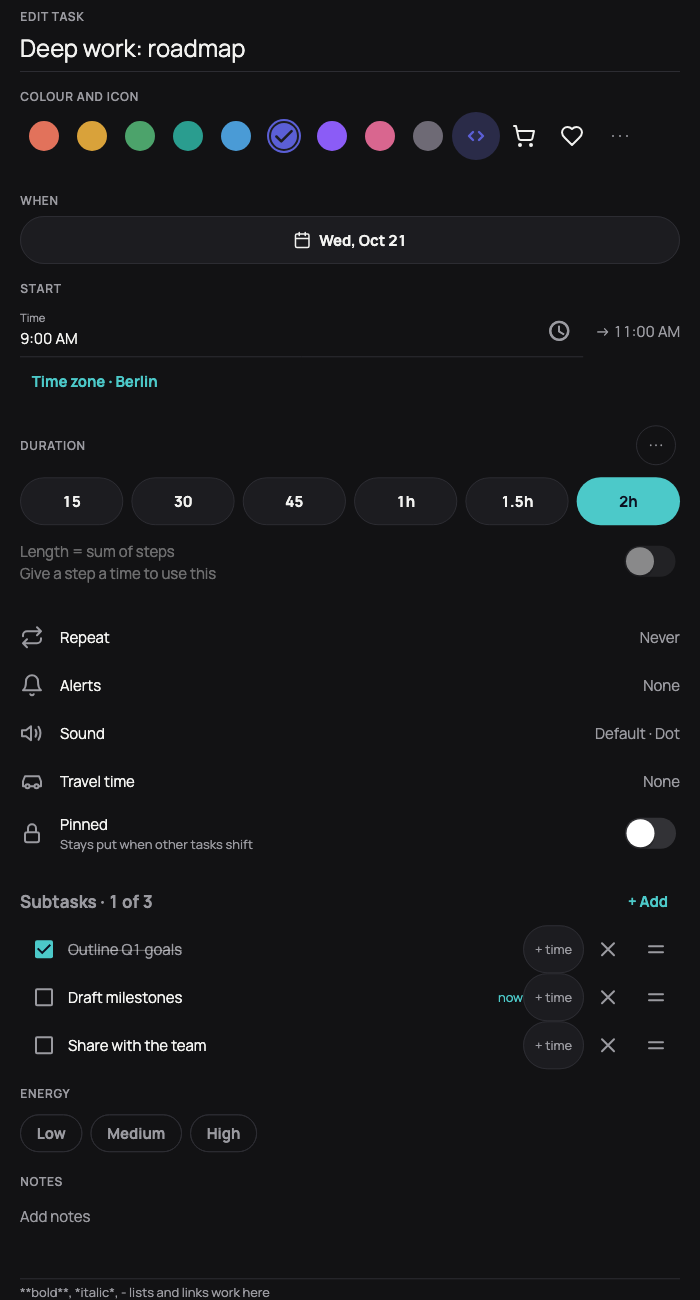 EDIT TASK
Deep work: roadmap
COLOUR AND ICON
WHEN
Wed, Oct 21
START
Time
9:00 AM
→ 11:00 AM
Time zone · Berlin
DURATION
15 30 45 1h 1.5h 2h
Length = sum of steps
Give a step a time to use this
Repeat Never
Alerts None
Sound Default · Dot
Travel time None
Pinned
Stays put when other tasks shift
Subtasks · 1 of 3 + Add
Outline Q1 goals + time
Draft milestones now + time
Share with the team + time
ENERGY
Low Medium High
NOTES
Add notes
**bold**, *italic*, - lists and links work here